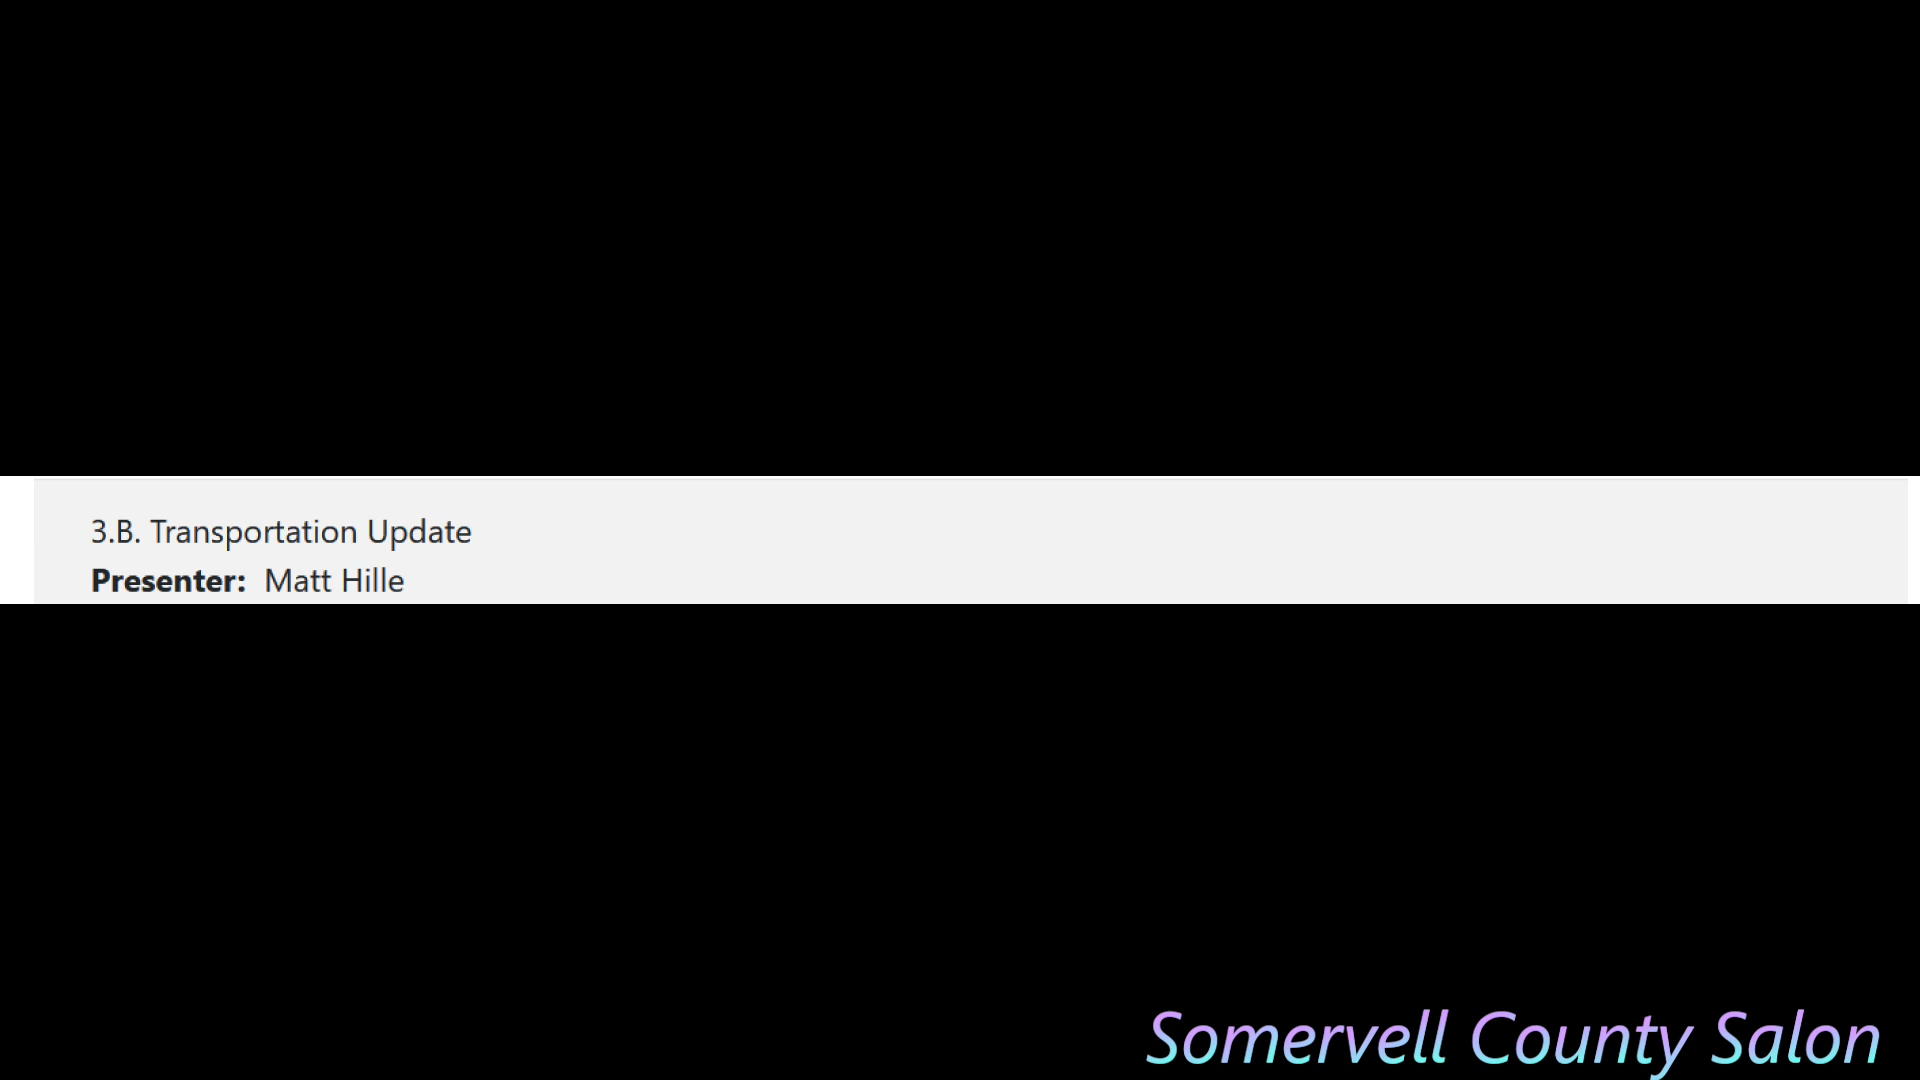 3.B. Transportation Update
Presenter: Matt Hille
Somervell County Salon